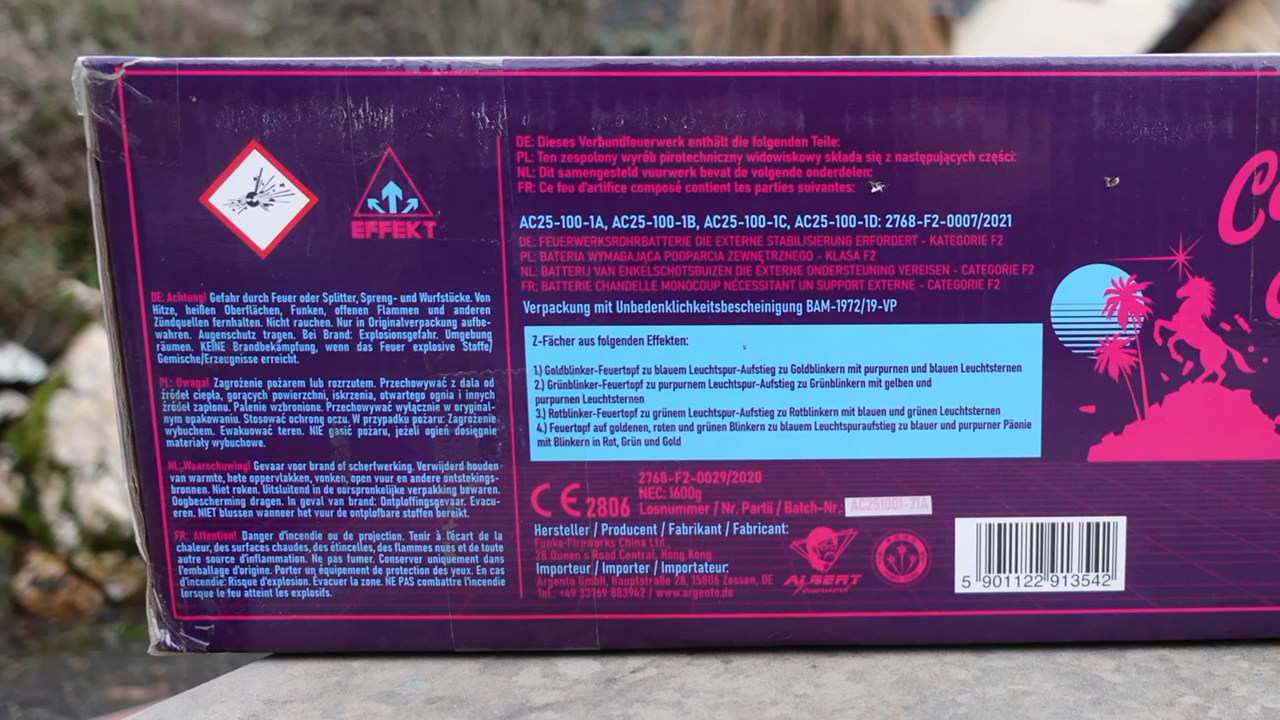 EFFEKT
DE: Achtung! Gefahr durch Feuer oder Splitter, Spreng- und Wurfstücke. Von
Hitze, heißen Oberflächen, Funken, offenen Flammen und anderen
Zündquellen fernhalten. Nicht rauchen. Nur in Originalverpackung aufbe-
wahren. Augenschutz tragen. Bei Brand: Explosionsgefahr. Umgebung
räumen. KEINE Brandbekämpfung, wenn das Feuer explosive Stoffe/
Gemische/Erzeugnisse erreicht.
PL: Uwaga! Zagrożenie pożarem lub rozrzutem. Przechowywać z dala od
źródeł ciepła, gorących powierzchni, iskrzenia, otwartego ognia i innych
źródeł zapłonu. Palenie wzbronione. Przechowywać wyłącznie w oryginal-
nym opakowaniu. Stosować ochronę oczu. W przypadku pożaru: Zagrożenie
wybuchem. Ewakuować teren. NIE gasić pożaru, jeżeli ogień dosięgnie
materiały wybuchowe.
NL: Waarschuwing! Gevaar voor brand of scherfwerking. Verwijderd houden
van warmte, hete oppervlakken, vonken, open vuur en andere ontstekings-
bronnen. Niet roken. Uitsluitend in de oorspronkelijke verpakking bewaren.
Oogbescherming dragen. In geval van brand: Ontploffingsgevaar. Evacu-
eren. NIET blussen wanneer het vuur de ontplofbare stoffen bereikt.
FR: Attention! Danger d'incendie ou de projection. Tenir à l'écart de la
chaleur, des surfaces chaudes, des étincelles, des flammes nues et de toute
autre source d'inflammation. Ne pas fumer. Conserver uniquement dans
l'emballage d'origine. Porter un équipement de protection des yeux. En cas
d'incendie: Risque d'explosion. Evacuer la zone. NE PAS combattre l'incendie
lorsque le feu atteint les explosifs.
DE: Dieses Verbundfeuerwerk enthält die folgenden Teile:
PL: Ten zespolony wyrób pirotechniczny widowiskowy składa się z następujących części:
NL: Dit samengesteld vuurwerk bevat de volgende onderdelen:
FR: Ce feu d'artifice composé contient les parties suivantes:
AC25-100-1A, AC25-100-1B, AC25-100-1C, AC25-100-1D: 2768-F2-0007/2021
DE: FEUERWERKSROHRBATTERIE DIE EXTERNE STABILISIERUNG ERFORDERT - KATEGORIE F2
PL: BATERIA WYMAGAJĄCA PODPARCIA ZEWNĘTRZNEGO - KLASA F2
NL: BATTERIJ VAN ENKELSCHOTSBUIZEN DIE EXTERNE ONDERSTEUNING VEREISEN - CATEGORIE F2
FR: BATTERIE CHANDELLE MONOCOUP NÉCESSITANT UN SUPPORT EXTERNE - CATEGORIE F2
Verpackung mit Unbedenklichkeitsbescheinigung BAM-1972/19-VP
Z-Fächer aus folgenden Effekten:
1.) Goldblinker-Feuertopf zu blauem Leuchtspur-Aufstieg zu Goldblinkern mit purpurnen und blauen Leuchtsternen
2.) Grünblinker-Feuertopf zu purpurnem Leuchtspur-Aufstieg zu Grünblinkern mit gelben und
purpurnen Leuchtsternen
3.) Rotblinker-Feuertopf zu grünem Leuchtspur-Aufstieg zu Rotblinkern mit blauen und grünen Leuchtsternen
4.) Feuertopf auf goldenen, roten und grünen Blinkern zu blauem Leuchtspuraufstieg zu blauer und purpurner Päonie
mit Blinkern in Rot, Grün und Gold
CE 2806
2768-F2-0029/2020
NEC: 1600g
Losnummer / Nr. Partii / Batch-Nr. AC251001-21A
Hersteller / Producent / Fabrikant / Fabricant:
Funke Fireworks China Ltd.,
28 Queen's Road Central, Hong Kong
Importeur / Importer / Importateur:
Argento GmbH, Hauptstraße 28, 15806 Zossen, DE
Tel.: +49 33769 883942 / www.argento.de
ALBERT
5 901122 913542